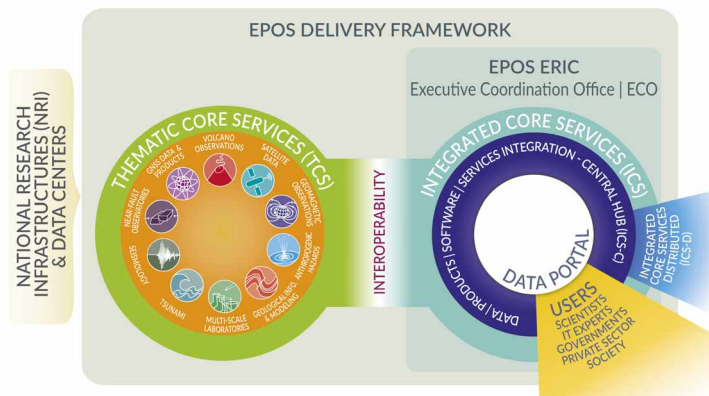 EPOS DELIVERY FRAMEWORK
EPOS ERIC
Executive Coordination Office | ECO
NATIONAL RESEARCH
INFRASTRUCTURES (NRI)
& DATA CENTERS
THEMATIC CORE SERVICES (TCS)
VOLCANO
OBSERVATIONS
SATELLITE
DATA
GEOMAGNETIC
OBSERVATIONS
ANTHROPOGENIC
HAZARDS
GEOLOGICAL INFO.
& MODELING
MULTI-SCALE
LABORATORIES
TSUNAMI
SEISMOLOGY
NEAR-FAULT
OBSERVATORIES
GNSS DATA &
PRODUCTS
INTEROPERABILITY
INTEGRATED CORE SERVICES (ICS)
DATA | PRODUCTS | SOFTWARE | SERVICES INTEGRATION - CENTRAL HUB (ICS-C)
DATA PORTAL
INTEGRATED
CORE SERVICES
DISTRIBUTED
(ICS-D)
USERS
SCIENTISTS
IT EXPERTS
GOVERNMENTS
PRIVATE SECTOR
SOCIETY